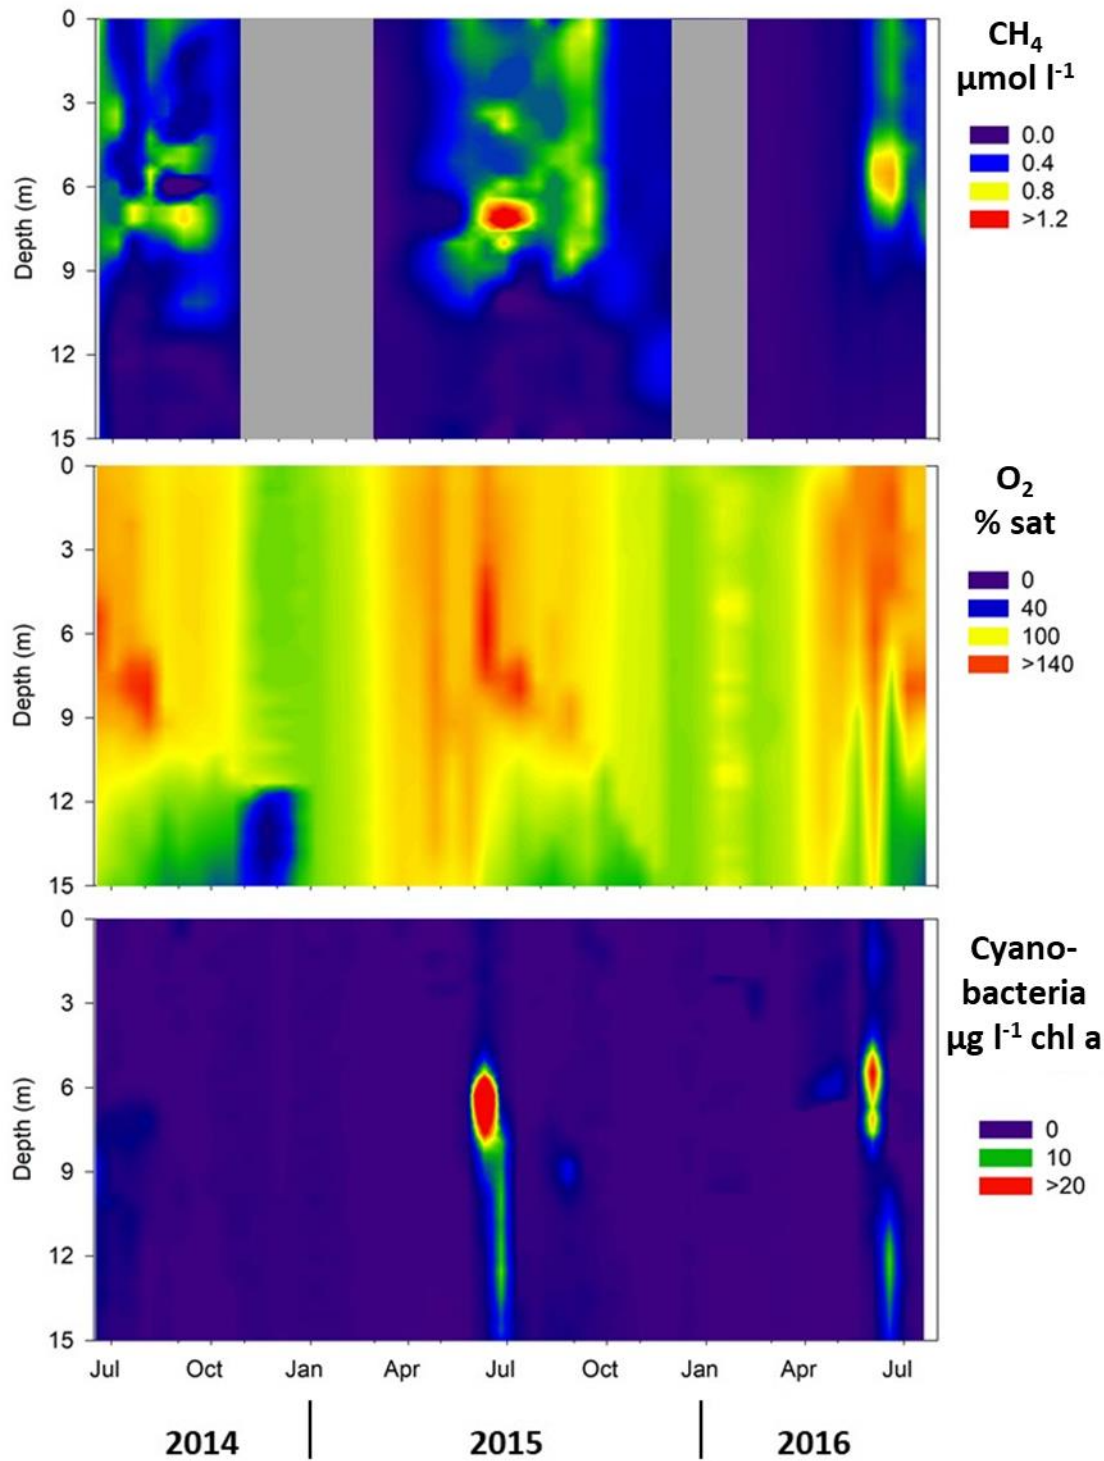 CH₄
µmol l⁻¹
0.0
0.4
0.8
>1.2
Depth (m)
0
3
6
9
12
15
O₂
% sat
0
40
100
>140
Depth (m)
0
3
6
9
12
15
Cyano-
bacteria
µg l⁻¹ chl a
0
10
>20
Depth (m)
0
3
6
9
12
15
Jul Oct Jan Apr Jul Oct Jan Apr Jul
2014 | 2015 | 2016